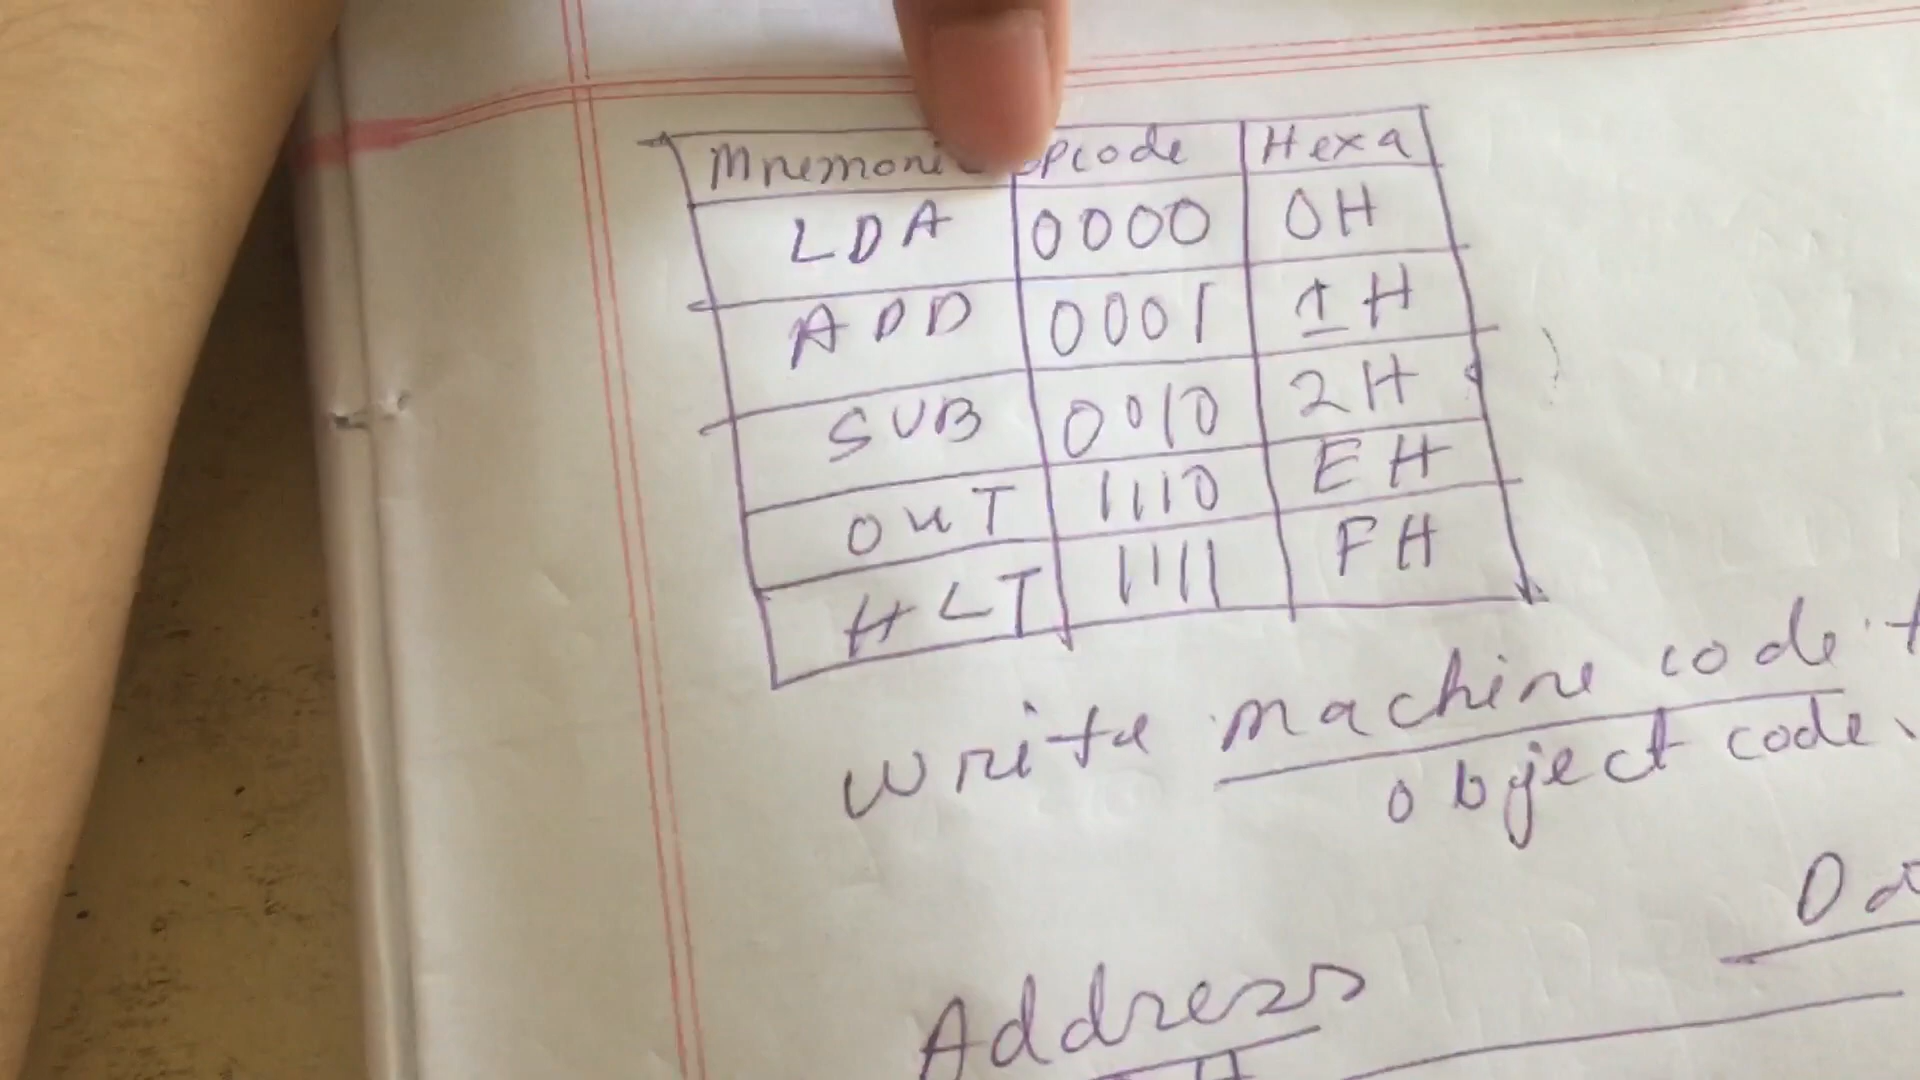 Mnemoni opcode Hexa
LDA 0000 0H
ADD 0001 1H
SUB 0010 2H
OUT 1110 EH
HLT 1111 FH
write machine code
object code.
Address